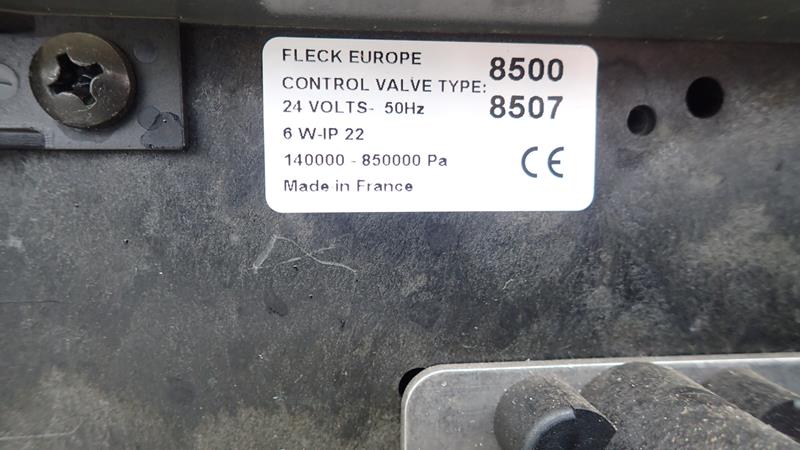 FLECK EUROPE
CONTROL VALVE TYPE: 8500
24 VOLTS- 50Hz 8507
6 W-IP 22
140000 - 850000 Pa CE
Made in France